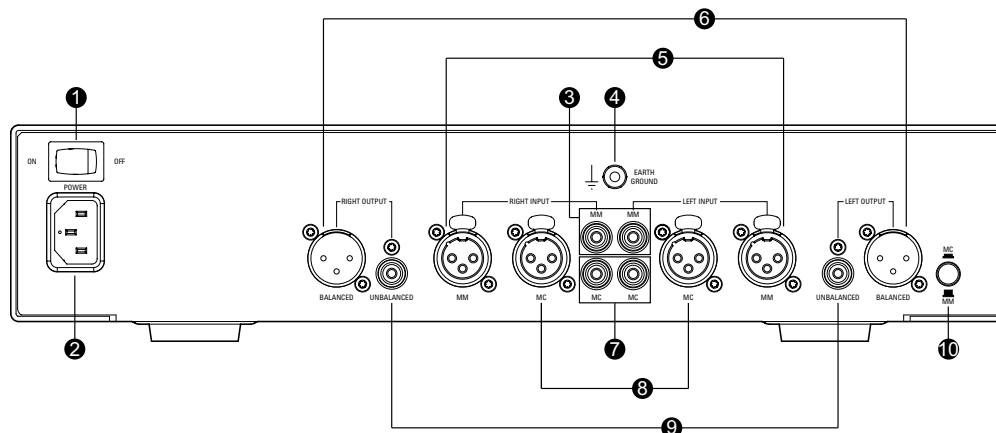 6
5
1
3
4
ON
OFF
EARTH
GROUND
POWER
RIGHT OUTPUT
RIGHT INPUT
MM
MM
LEFT INPUT
LEFT OUTPUT
MC
BALANCED
UNBALANCED
MM
MC
MC
MC
MC
MM
UNBALANCED
BALANCED
MM
2
7
10
8
9